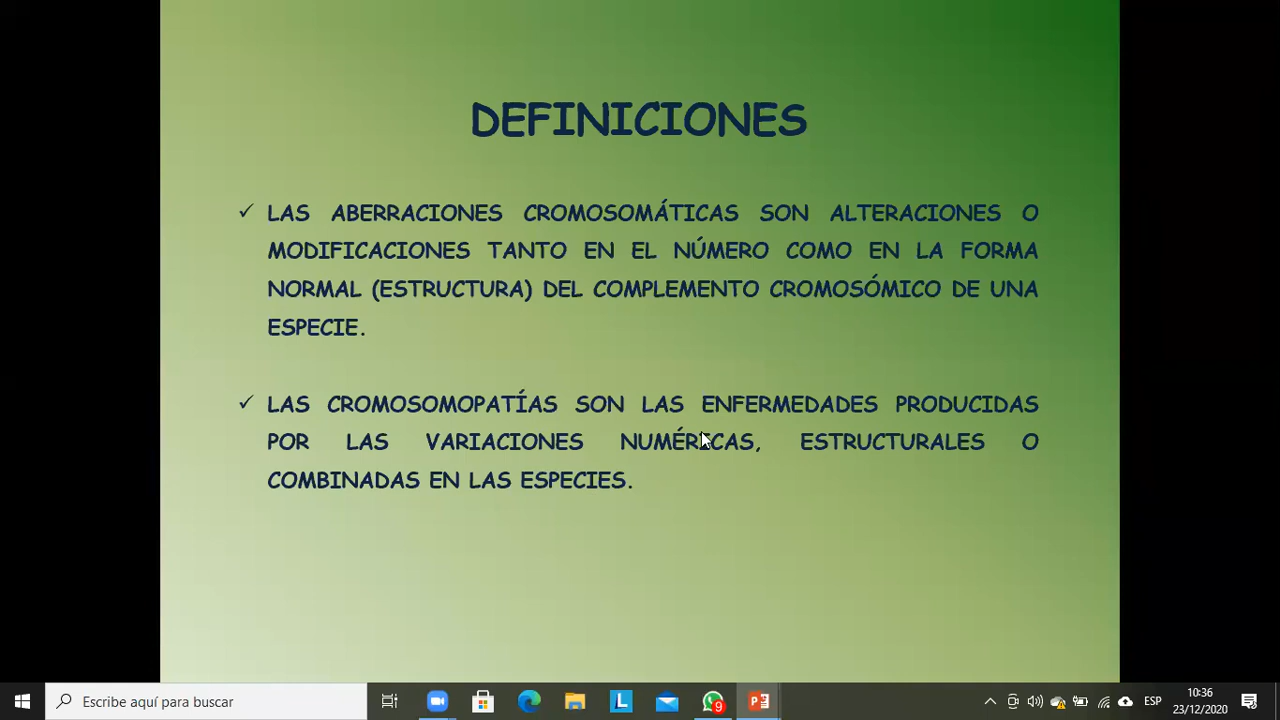 DEFINICIONES
✓ LAS ABERRACIONES CROMOSOMÁTICAS SON ALTERACIONES O
MODIFICACIONES TANTO EN EL NÚMERO COMO EN LA FORMA
NORMAL (ESTRUCTURA) DEL COMPLEMENTO CROMOSÓMICO DE UNA
ESPECIE.
✓ LAS CROMOSOMOPATÍAS SON LAS ENFERMEDADES PRODUCIDAS
POR LAS VARIACIONES NUMÉRICAS, ESTRUCTURALES O
COMBINADAS EN LAS ESPECIES.
Escribe aquí para buscar
L
9
ESP
10:36
23/12/2020